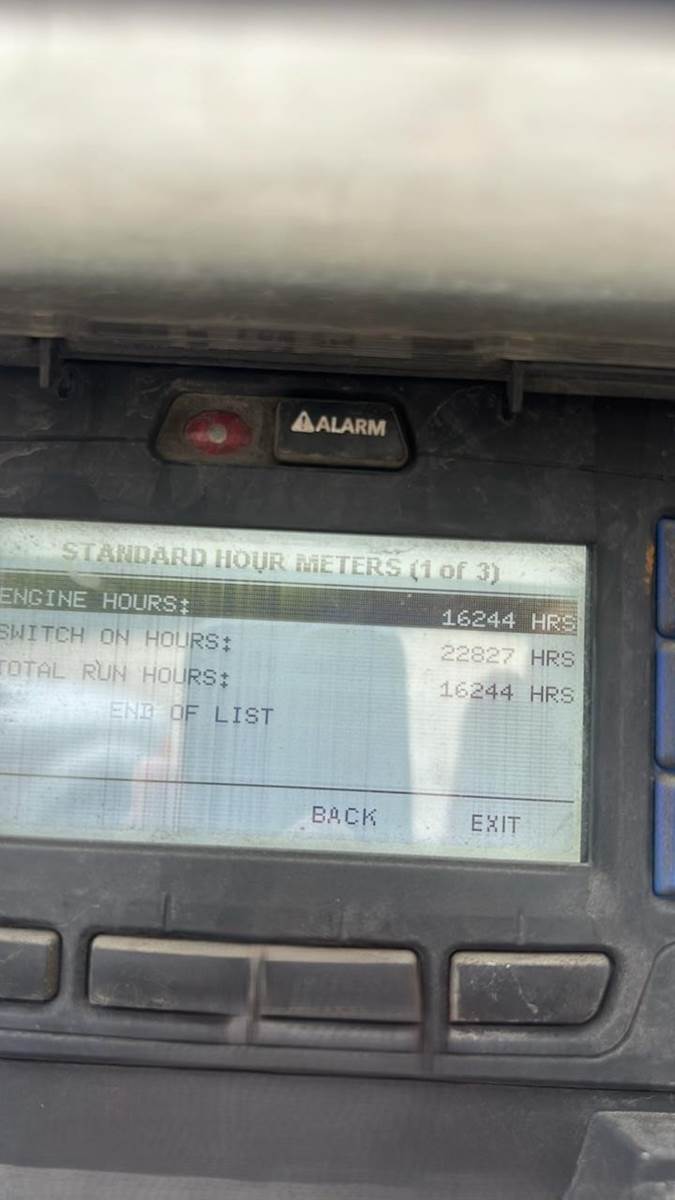 ⚠ALARM
STANDARD HOUR METERS (1 of 3)
ENGINE HOURS: 16244 HRS
SWITCH ON HOURS: 22827 HRS
TOTAL RUN HOURS: 16244 HRS
END OF LIST
BACK EXIT